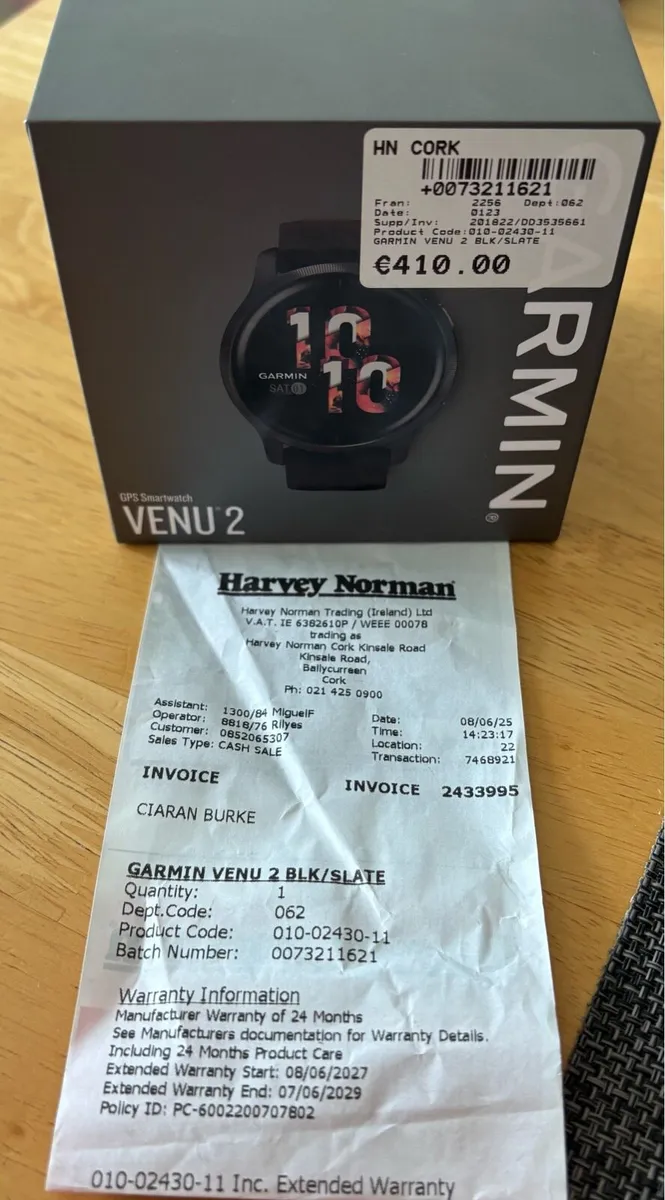 HN CORK
+0073211621
Fran: 2256 Dept:062
Date: 0123
Supp/Inv: 201822/DD3535661
Product Code:010-02430-11
GARMIN VENU 2 BLK/SLATE
€410.00
GARMIN®
10
10
GARMIN
SAT 01
GPS Smartwatch
VENU™ 2
Harvey Norman
Harvey Norman Trading (Ireland) Ltd
V.A.T. IE 6382610P / WEEE 00078
trading as
Harvey Norman Cork Kinsale Road
Kinsale Road,
Ballycurreen
Cork
Ph: 021 425 0900
Assistant: 1300/84 MiguelF
Operator: 8818/76 Rilyes
Customer: 0852065307
Sales Type: CASH SALE
Date: 08/06/25
Time: 14:23:17
Location: 22
Transaction: 7468921
INVOICE
INVOICE 2433995
CIARAN BURKE
GARMIN VENU 2 BLK/SLATE
Quantity: 1
Dept.Code: 062
Product Code: 010-02430-11
Batch Number: 0073211621
Warranty Information
Manufacturer Warranty of 24 Months
See Manufacturers documentation for Warranty Details.
Including 24 Months Product Care
Extended Warranty Start: 08/06/2027
Extended Warranty End: 07/06/2029
Policy ID: PC-6002200707802
010-02430-11 Inc. Extended Warranty